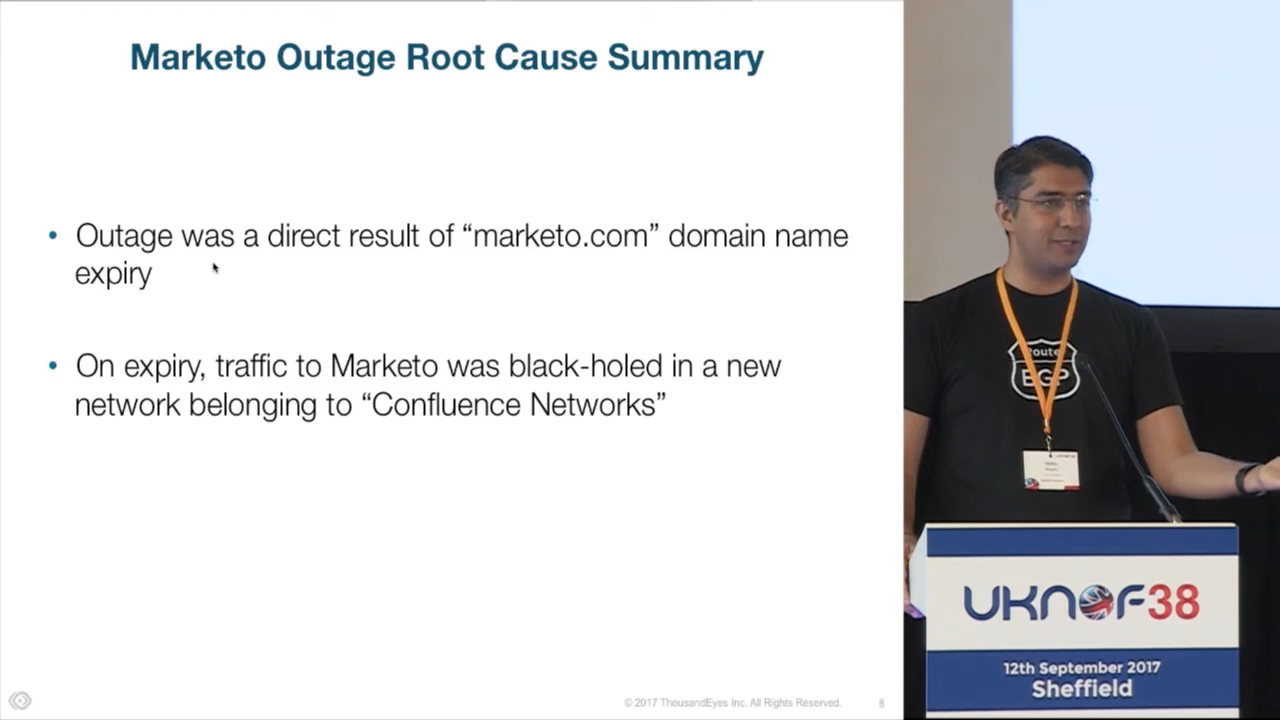 Marketo Outage Root Cause Summary
• Outage was a direct result of “marketo.com” domain name
expiry
• On expiry, traffic to Marketo was black-holed in a new
network belonging to “Confluence Networks”
© 2017 ThousandEyes Inc. All Rights Reserved.
8
Route
BGP
UKNOF38
12th September 2017
Sheffield